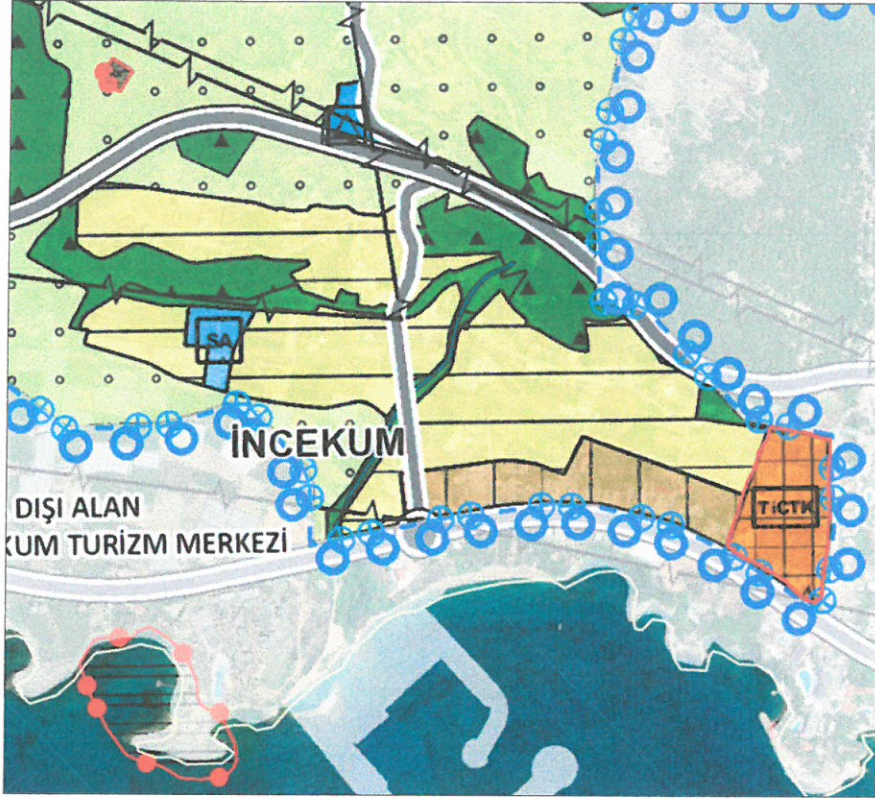 SA
İNCEKUM
DIŞI ALAN
KUM TURİZM MERKEZİ
TİCTK